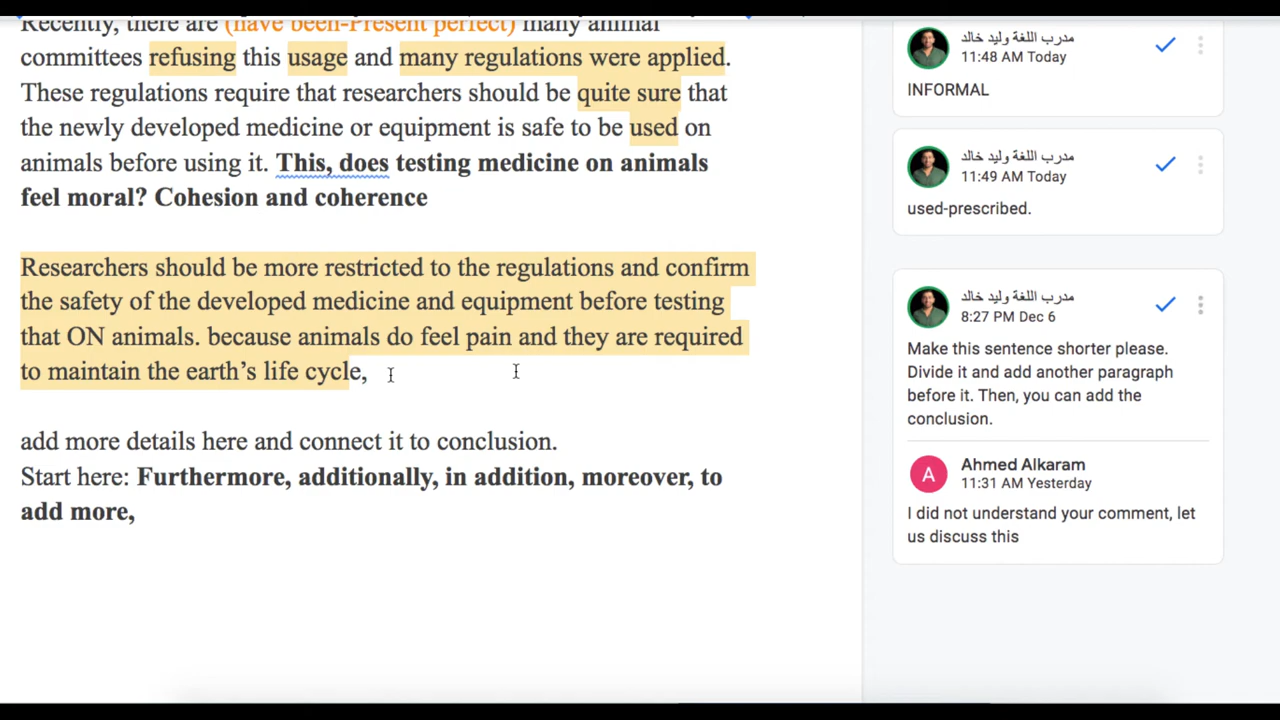 Recently, there are (have been-Present perfect) many animal
committees refusing this usage and many regulations were applied.
These regulations require that researchers should be quite sure that
the newly developed medicine or equipment is safe to be used on
animals before using it. This, does testing medicine on animals
feel moral? Cohesion and coherence
Researchers should be more restricted to the regulations and confirm
the safety of the developed medicine and equipment before testing
that ON animals. because animals do feel pain and they are required
to maintain the earth’s life cycle,
add more details here and connect it to conclusion.
Start here: Furthermore, additionally, in addition, moreover, to
add more,
مدرب اللغة وليد خالد
11:48 AM Today
INFORMAL
مدرب اللغة وليد خالد
11:49 AM Today
used-prescribed.
مدرب اللغة وليد خالد
8:27 PM Dec 6
Make this sentence shorter please.
Divide it and add another paragraph
before it. Then, you can add the
conclusion.
A
Ahmed Alkaram
11:31 AM Yesterday
I did not understand your comment, let
us discuss this